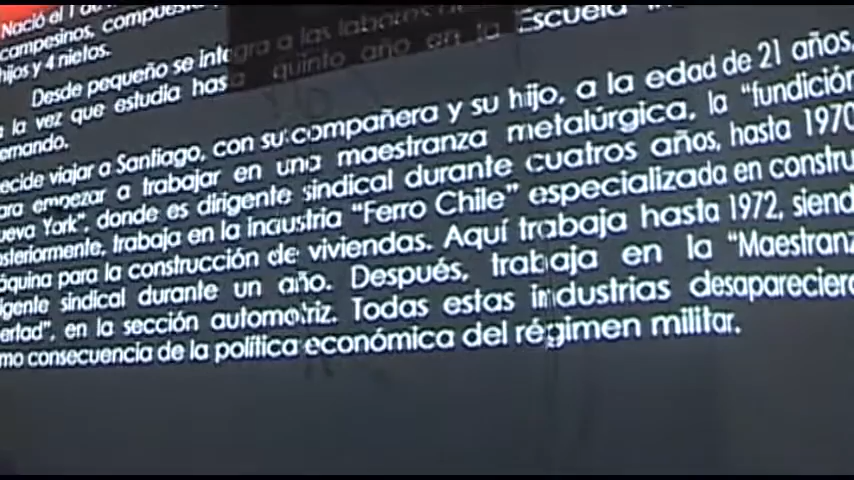 Nació el 1 de
campesinos, compuesta
hijos y 4 nietos.
Desde pequeño se integra a las labores
a la vez que estudia hasta quinto año en la Escuela
ernando.
ecide viajar a Santiago, con su compañera y su hijo, a la edad de 21 años,
ara empezar a trabajar en una maestranza metalúrgica, la "fundición
ueva York", donde es dirigente sindical durante cuatros años, hasta 1970
osteriormente, trabaja en la industria "Ferro Chile" especializada en constru
áquina para la construcción de viviendas. Aquí trabaja hasta 1972, siend
igente sindical durante un año. Después, trabaja en la "Maestranz
ertad", en la sección automotriz. Todas estas industrias desapareciero
mo consecuencia de la política económica del régimen militar.